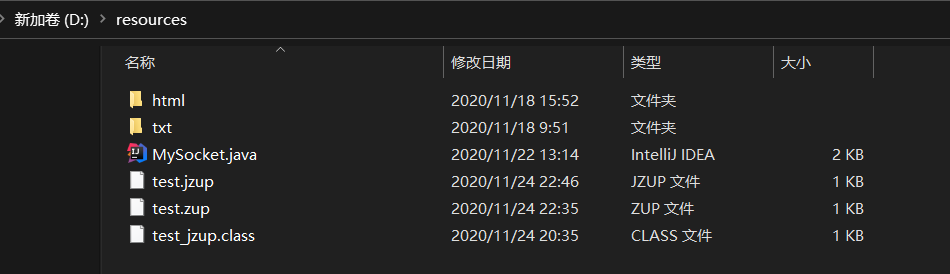 新加卷 (D:) > resources
名称 修改日期 类型 大小
html 2020/11/18 15:52 文件夹
txt 2020/11/18 9:51 文件夹
MySocket.java 2020/11/22 13:14 IntelliJ IDEA 2 KB
test.jzup 2020/11/24 22:46 JZUP 文件 1 KB
test.zup 2020/11/24 22:35 ZUP 文件 1 KB
test_jzup.class 2020/11/24 20:35 CLASS 文件 1 KB